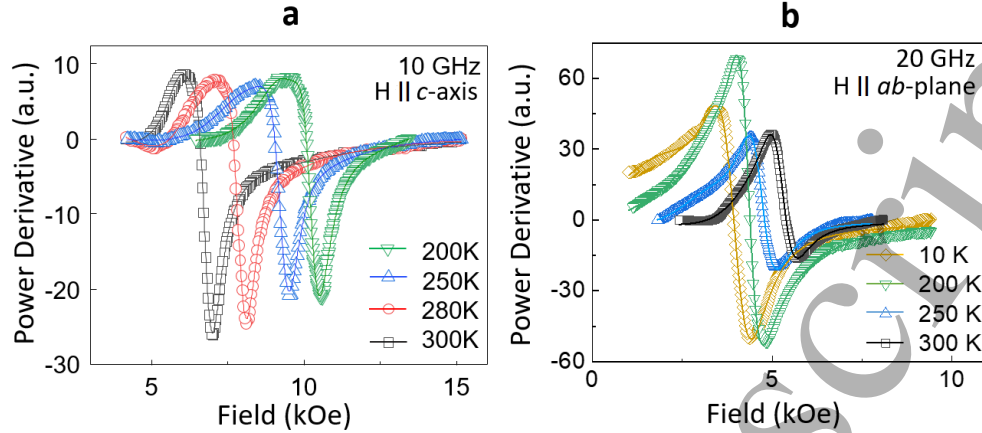 a
10 GHz
H || c-axis
Power Derivative (a.u.)
10
0
-10
-20
-30
200K
250K
280K
300K
5
10
15
Field (kOe)
b
20 GHz
H || ab-plane
Power Derivative (a.u.)
60
30
0
-30
-60
10 K
200 K
250 K
300 K
0
5
10
Field (kOe)
scrip